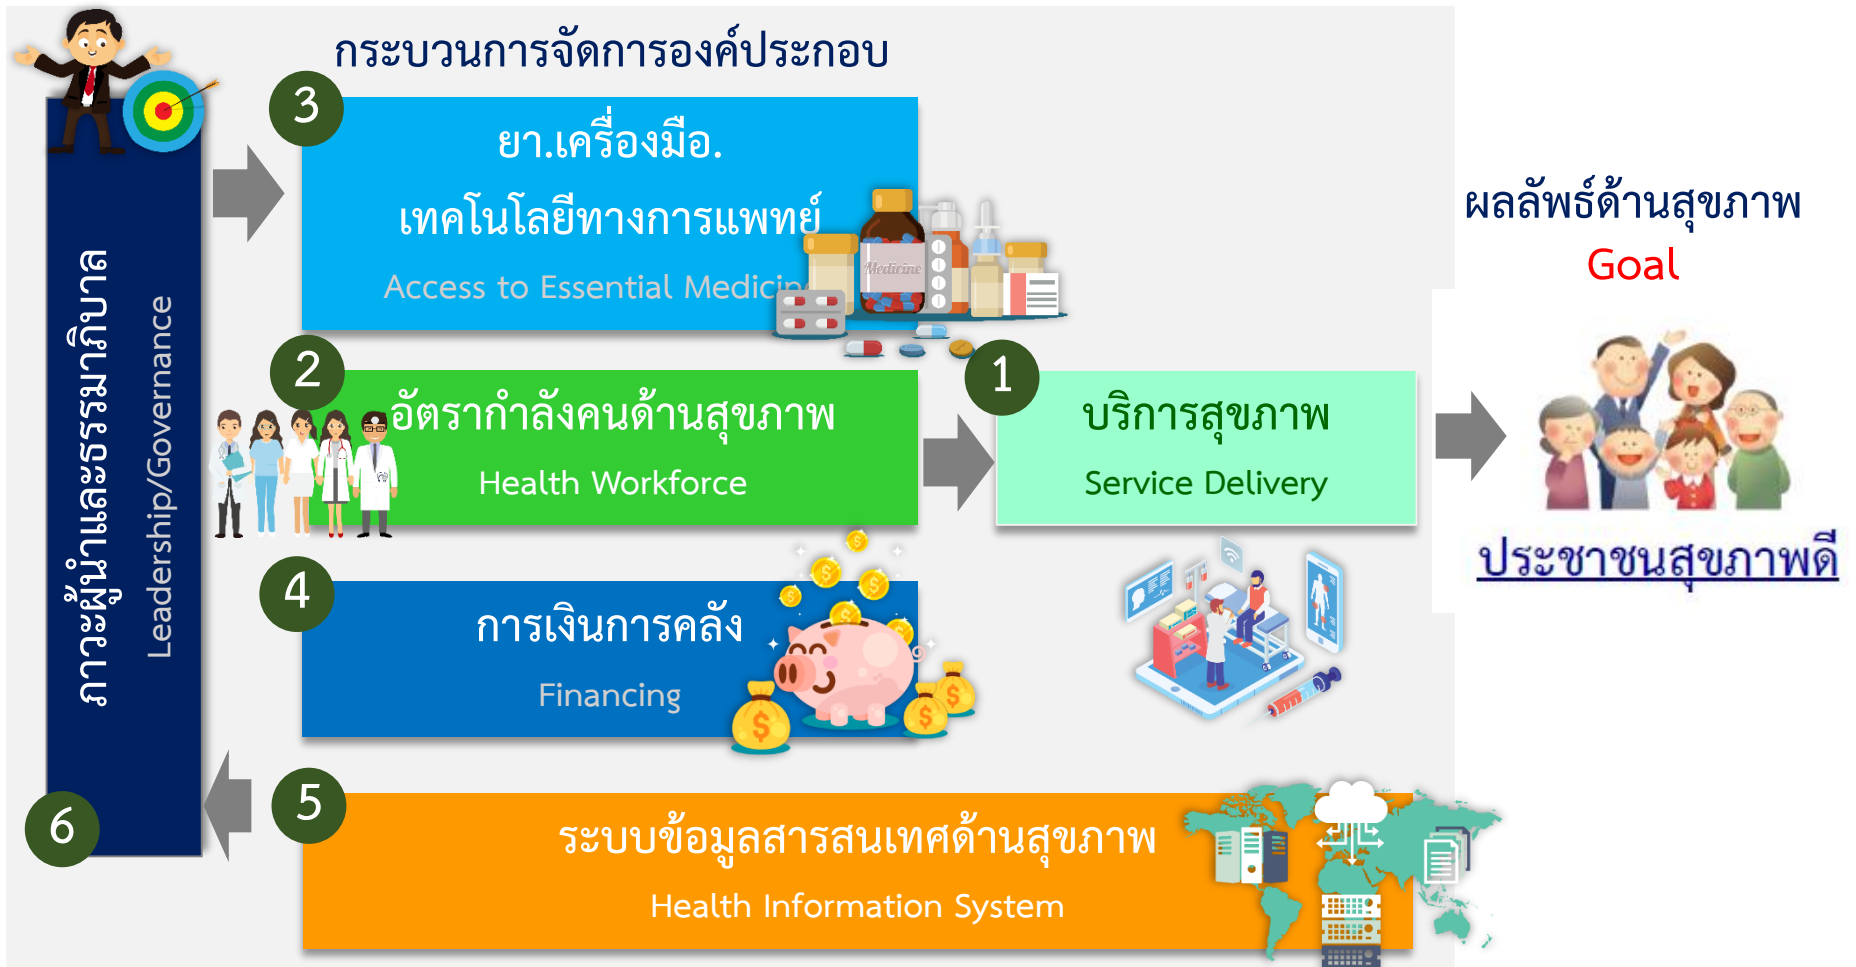 กระบวนการจัดการองค์ประกอบ
3
ยา.เครื่องมือ.
เทคโนโลยีทางการแพทย์
Access to Essential
Medicine
2
อัตรากำลังคนด้านสุขภาพ
Health Workforce
1
บริการสุขภาพ
Service Delivery
4
การเงินการคลัง
Financing
5
ระบบข้อมูลสารสนเทศด้านสุขภาพ
Health Information System
6
ภาวะผู้นำและธรรมาภิบาล
Leadership/Governance
ผลลัพธ์ด้านสุขภาพ
Goal
ประชาชนสุขภาพดี